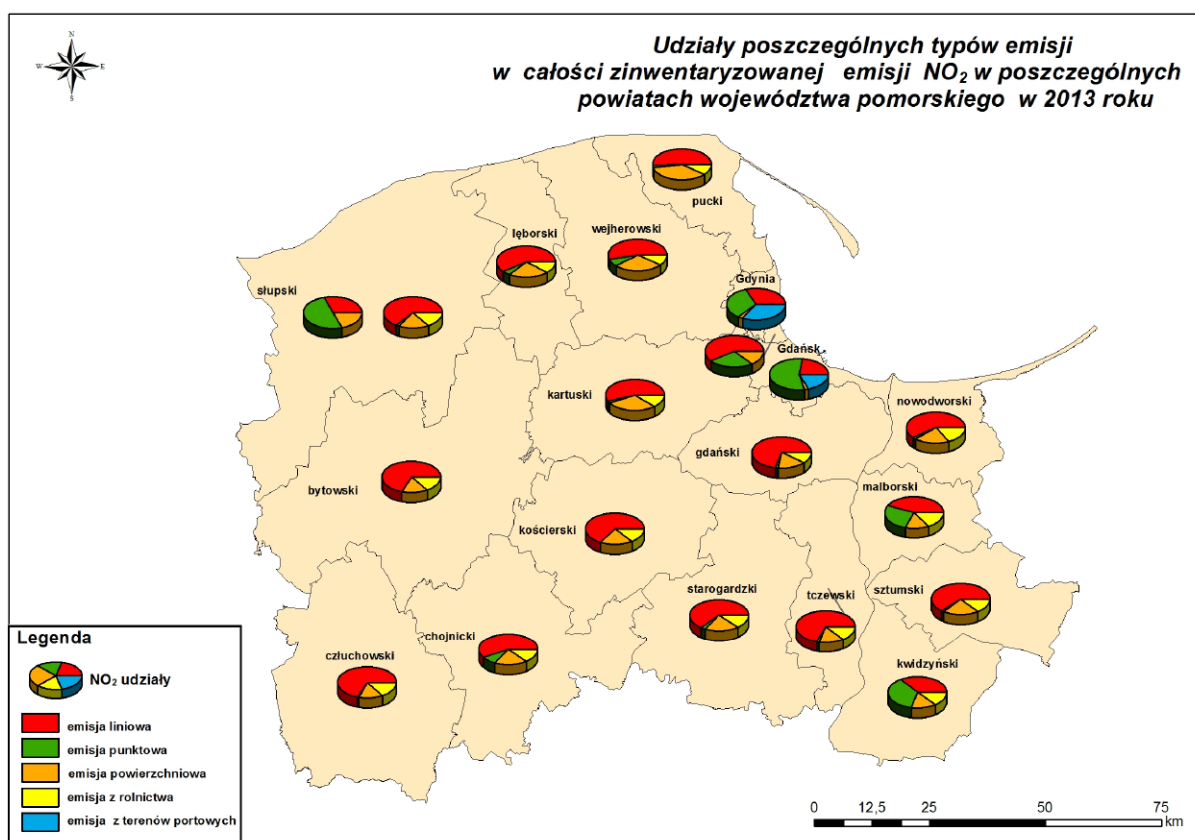 Udziały poszczególnych typów emisji
w całości zinwentaryzowanej emisji NO₂ w poszczególnych
powiatach województwa pomorskiego w 2013 roku
N
W E
S
pucki
lęborski
wejherowski
słupski
Gdynia
Gdańsk
kartuski
nowodworski
gdański
malborski
bytowski
kościerski
starogardzki
tczewski
sztumski
chojnicki
człuchowski
kwidzyński
Legenda
NO₂ udziały
emisja liniowa
emisja punktowa
emisja powierzchniowa
emisja z rolnictwa
emisja z terenów portowych
0 12,5 25 50 75
km